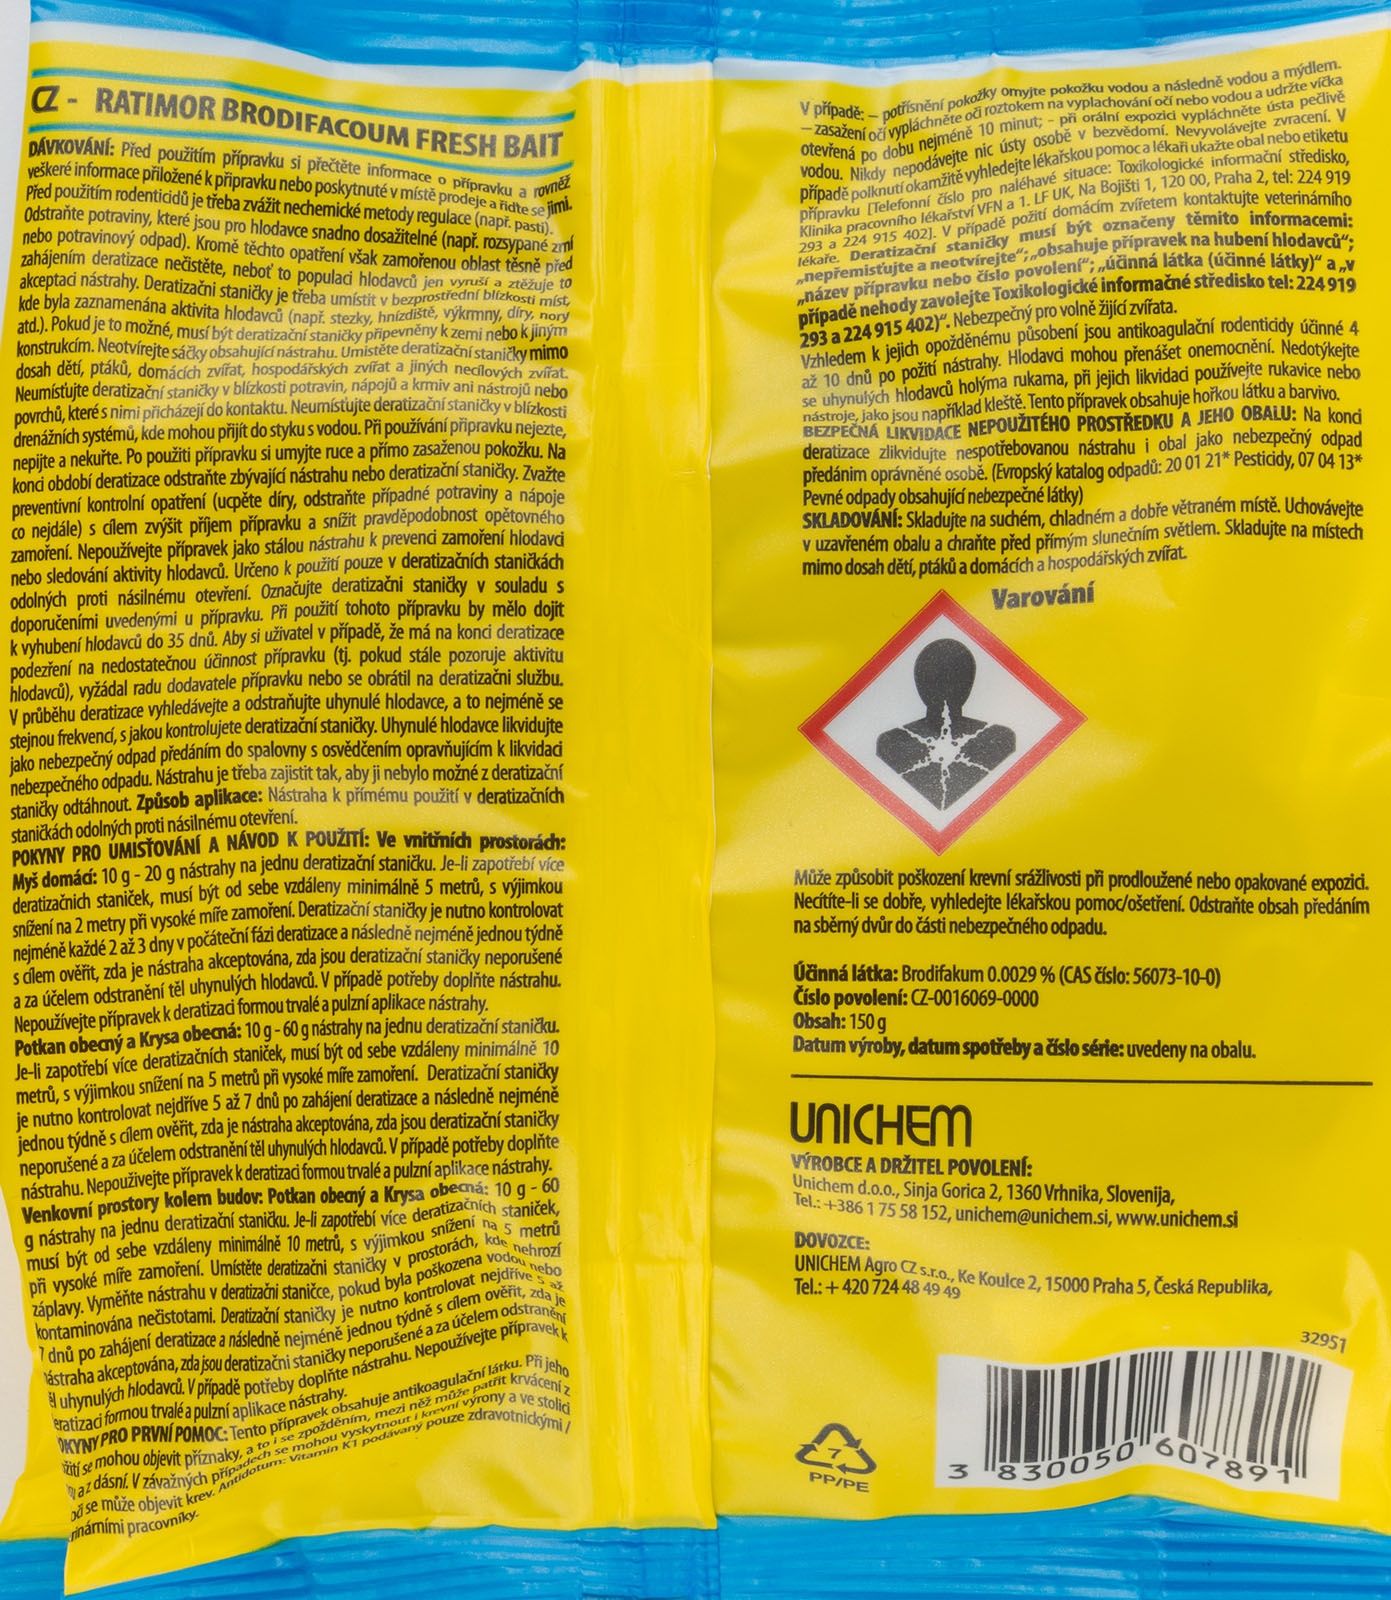 CZ - RATIMOR BRODIFACOUM FRESH BAIT
DÁVKOVÁNÍ: Před použitím přípravku si přečtěte informace o přípravku a rovněž
veškeré informace přiložené k přípravku nebo poskytnuté v místě prodeje a řiďte se jimi.
Před použitím rodenticidů je třeba zvážit nechemické metody regulace (např. pasti).
Odstraňte potraviny, které jsou pro hlodavce snadno dosažitelné (např. rozsypané zrní
nebo potravinový odpad). Kromě těchto opatření však zamořenou oblast těsně před
zahájením deratizace nečistěte, neboť to populaci hlodavců jen vyruší a ztěžuje to
akceptaci nástrahy. Deratizační staničky je třeba umístit v bezprostřední blízkosti míst,
kde byla zaznamenána aktivita hlodavců (např. stezky, hnízdiště, výkrmny, díry, nory
atd.). Pokud je to možné, musí být deratizační staničky připevněny k zemi nebo k jiným
konstrukcím. Neotvírejte sáčky obsahující nástrahu. Umistěte deratizační staničky mimo
dosah dětí, ptáků, domácích zvířat, hospodářských zvířat a jiných necílových zvířat.
Neumísťujte deratizační staničky v blízkosti potravin, nápojů a krmiv ani nástrojů nebo
povrchů, které s nimi přicházejí do kontaktu. Neumísťujte deratizační staničky v blízkosti
drenážních systémů, kde mohou přijít do styku s vodou. Při používání přípravku nejezte,
nepijte a nekuřte. Po použití přípravku si umyjte ruce a přímo zasaženou pokožku. Na
konci období deratizace odstraňte zbývající nástrahu nebo deratizační staničky. Zvažte
preventivní kontrolní opatření (ucpěte díry, odstraňte případné potraviny a nápoje
co nejdále) s cílem zvýšit příjem přípravku a snížit pravděpodobnost opětovného
zamoření. Nepoužívejte přípravek jako stálou nástrahu k prevenci zamoření hlodavci
nebo sledování aktivity hlodavců. Určeno k použití pouze v deratizačních staničkách
odolných proti násilnému otevření. Označujte deratizační staničky v souladu s
doporučeními uvedenými u přípravku. Při použití tohoto přípravku by mělo dojít
k vyhubení hlodavců do 35 dnů. Aby si uživatel v případě, že má na konci deratizace
podezření na nedostatečnou účinnost přípravku (tj. pokud stále pozoruje aktivitu
hlodavců), vyžádal radu dodavatele přípravku nebo se obrátil na deratizační službu.
V průběhu deratizace vyhledávejte a odstraňujte uhynulé hlodavce, a to nejméně se
stejnou frekvencí, s jakou kontrolujete deratizační staničky. Uhynulé hlodavce likvidujte
jako nebezpečný odpad předáním do spalovny s osvědčením opravňujícím k likvidaci
nebezpečného odpadu. Nástrahu je třeba zajistit tak, aby ji nebylo možné z deratizační
staničky odtáhnout. Způsob aplikace: Nástraha k přímému použití v deratizačních
staničkách odolných proti násilnému otevření.
POKYNY PRO UMISŤOVÁNÍ A NÁVOD K POUŽITÍ: Ve vnitřních prostorách:
Myš domácí: 10 g - 20 g nástrahy na jednu deratizační staničku. Je-li zapotřebí více
deratizačních staniček, musí být od sebe vzdáleny minimálně 5 metrů, s výjimkou
snížení na 2 metry při vysoké míře zamoření. Deratizační staničky je nutno kontrolovat
nejméně každé 2 až 3 dny v počáteční fázi deratizace a následně nejméně jednou týdně
s cílem ověřit, zda je nástraha akceptována, zda jsou deratizační staničky neporušené
a za účelem odstranění těl uhynulých hlodavců. V případě potřeby doplňte nástrahu.
Nepoužívejte přípravek k deratizaci formou trvalé a pulzní aplikace nástrahy.
Potkan obecný a Krysa obecná: 10 g - 60 g nástrahy na jednu deratizační staničku.
Je-li zapotřebí více deratizačních staniček, musí být od sebe vzdáleny minimálně 10
metrů, s výjimkou snížení na 5 metrů při vysoké míře zamoření. Deratizační staničky
je nutno kontrolovat nejdříve 5 až 7 dnů po zahájení deratizace a následně nejméně
jednou týdně s cílem ověřit, zda je nástraha akceptována, zda jsou deratizační staničky
neporušené a za účelem odstranění těl uhynulých hlodavců. V případě potřeby doplňte
nástrahu. Nepoužívejte přípravek k deratizaci formou trvalé a pulzní aplikace nástrahy.
Venkovní prostory kolem budov: Potkan obecný a Krysa obecná: 10 g - 60
g nástrahy na jednu deratizační staničku. Je-li zapotřebí více deratizačních staniček,
musí být od sebe vzdáleny minimálně 10 metrů, s výjimkou snížení na 5 metrů
při vysoké míře zamoření. Umístěte deratizační staničky v prostorách, kde nehrozí
záplavy. Vyměňte nástrahu v deratizační staničce, pokud byla poškozena vodou nebo
kontaminována nečistotami. Deratizační staničky je nutno kontrolovat nejdříve 5 až
7 dnů po zahájení deratizace a následně nejméně jednou týdně s cílem ověřit, zda je
nástraha akceptována, zda jsou deratizační staničky neporušené a za účelem odstranění
ěl uhynulých hlodavců. V případě potřeby doplňte nástrahu. Nepoužívejte přípravek k
eratizaci formou trvalé a pulzní aplikace nástrahy.
OKYNY PRO PRVNÍ POMOC: Tento přípravek obsahuje antikoagulační látku. Při jeho
žití se mohou objevit příznaky, a to i se zpožděním, mezi něž může patřit krvácení z
u a z dásní. V závažných případech se mohou vyskytnout i krevní výrony a ve stolici
oči se může objevit krev. Antidotum: Vitamín K1 podávaný pouze zdravotnickými /
rinárními pracovníky.
V případě: – potřísnění pokožky omyjte pokožku vodou a následně vodou a mýdlem.
– zasažení očí vypláchněte oči roztokem na vyplachování očí nebo vodou a udržte víčka
otevřená po dobu nejméně 10 minut; - při orální expozici vypláchněte ústa pečlivě
vodou. Nikdy nepodávejte nic ústy osobě v bezvědomí. Nevyvolávejte zvracení. V
případě polknutí okamžitě vyhledejte lékařskou pomoc a lékaři ukažte obal nebo etiketu
přípravku [Telefonní číslo pro naléhavé situace: Toxikologické informační středisko,
Klinika pracovního lékařství VFN a 1. LF UK, Na Bojišti 1, 120 00, Praha 2, tel: 224 919
293 a 224 915 402]. V případě požití domácím zvířetem kontaktujte veterinárního
lékaře. Deratizační staničky musí být označeny těmito informacemi:
„nepřemisťujte a neotvírejte“; „obsahuje přípravek na hubení hlodavců“;
„název přípravku nebo číslo povolení“; „účinná látka (účinné látky)“ a „v
případě nehody zavolejte Toxikologické informačné středisko tel: 224 919
293 a 224 915 402)“. Nebezpečný pro volně žijící zvířata.
Vzhledem k jejich opožděnému působení jsou antikoagulační rodenticidy účinné 4
až 10 dnů po požití nástrahy. Hlodavci mohou přenášet onemocnění. Nedotýkejte
se uhynulých hlodavců holýma rukama, při jejich likvidaci používejte rukavice nebo
nástroje, jako jsou například kleště. Tento přípravek obsahuje hořkou látku a barvivo.
BEZPEČNÁ LIKVIDACE NEPOUŽITÉHO PROSTŘEDKU A JEHO OBALU: Na konci
deratizace zlikvidujte nespotřebovanou nástrahu i obal jako nebezpečný odpad
předáním oprávněné osobě. (Evropský katalog odpadů: 20 01 21* Pesticidy, 07 04 13*
Pevné odpady obsahující nebezpečné látky)
SKLADOVÁNÍ: Skladujte na suchém, chladném a dobře větraném místě. Uchovávejte
v uzavřeném obalu a chraňte před přímým slunečním světlem. Skladujte na místech
mimo dosah dětí, ptáků a domácích a hospodářských zvířat.
Varování
Může způsobit poškození krevní srážlivosti při prodloužené nebo opakované expozici.
Necítíte-li se dobře, vyhledejte lékařskou pomoc/ošetření. Odstraňte obsah předáním
na sběrný dvůr do části nebezpečného odpadu.
Účinná látka: Brodifakum 0.0029 % (CAS číslo: 56073-10-0)
Číslo povolení: CZ-0016069-0000
Obsah: 150 g
Datum výroby, datum spotřeby a číslo série: uvedeny na obalu.
UNICHEM
VÝROBCE A DRŽITEL POVOLENÍ:
Unichem d.o.o., Sinja Gorica 2, 1360 Vrhnika, Slovenija,
Tel.: +386 1 75 58 152, unichem@unichem.si, www.unichem.si
DOVOZCE:
UNICHEM Agro CZ s.r.o., Ke Koulce 2, 15000 Praha 5, Česká Republika,
Tel.: + 420 724 48 49 49
32951
7
PP/PE
3 830050 607891